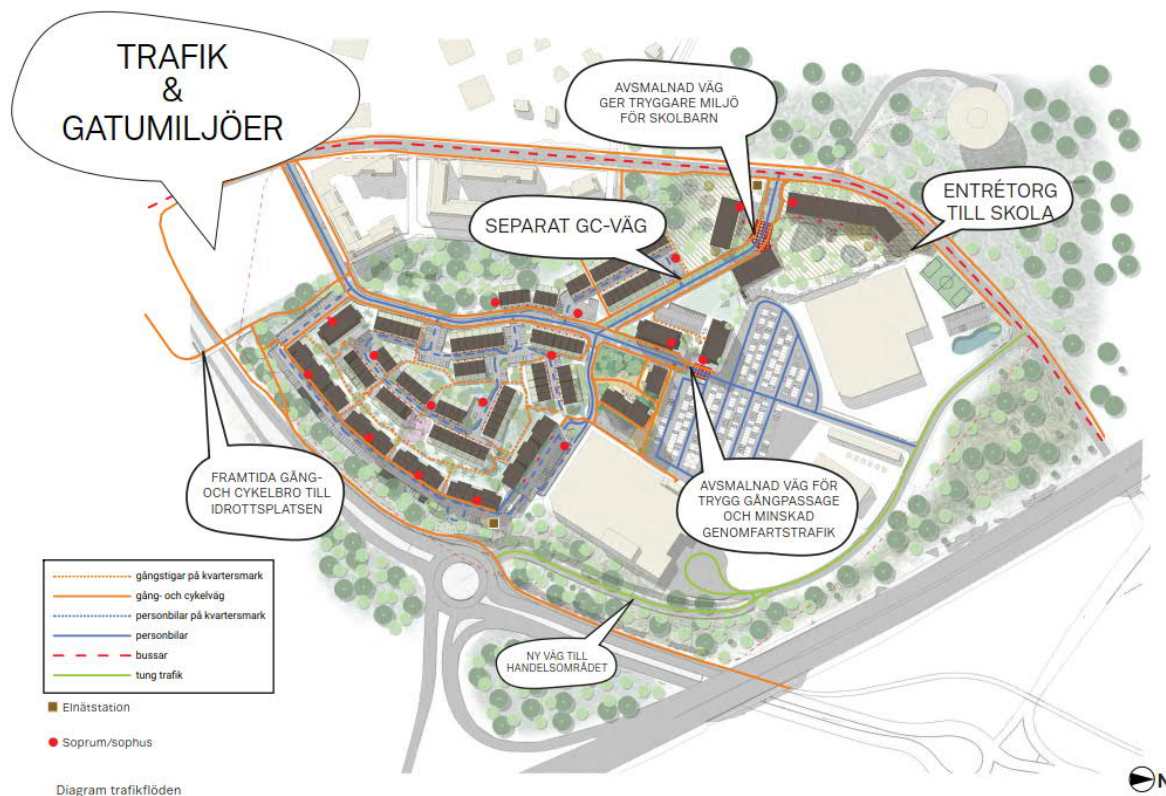 TRAFIK
&
GATUMILJÖER
AVSMALNAD VÄG
GER TRYGGARE MILJÖ
FÖR SKOLBARN
SEPARAT GC-VÄG
ENTRÉTORG
TILL SKOLA
FRAMTIDA GÅNG-
OCH CYKELBRO TILL
IDROTTSPLATSEN
AVSMALNAD VÄG FÖR
TRYGG GÅNGPASSAGE
OCH MINSKAD
GENOMFARTSTRAFIK
NY VÄG TILL
HANDELSOMRÅDET
gångstigar på kvartersmark
gång- och cykelväg
personbilar på kvartersmark
personbilar
bussar
tung trafik
Elnätstation
Soprum/sophus
Diagram trafikflöden
N